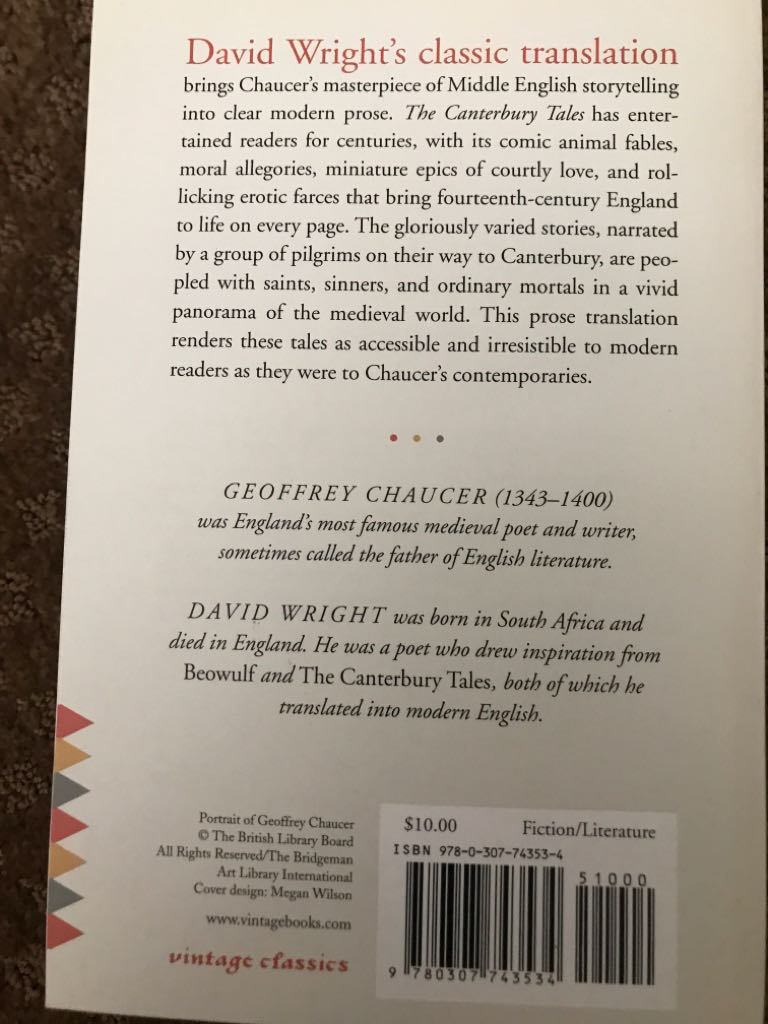 David Wright's classic translation
brings Chaucer's masterpiece of Middle English storytelling
into clear modern prose. The Canterbury Tales has enter-
tained readers for centuries, with its comic animal fables,
moral allegories, miniature epics of courtly love, and rol-
licking erotic farces that bring fourteenth-century England
to life on every page. The gloriously varied stories, narrated
by a group of pilgrims on their way to Canterbury, are peo-
pled with saints, sinners, and ordinary mortals in a vivid
panorama of the medieval world. This prose translation
renders these tales as accessible and irresistible to modern
readers as they were to Chaucer's contemporaries.
GEOFFREY CHAUCER (1343–1400)
was England's most famous medieval poet and writer,
sometimes called the father of English literature.
DAVID WRIGHT was born in South Africa and
died in England. He was a poet who drew inspiration from
Beowulf and The Canterbury Tales, both of which he
translated into modern English.
Portrait of Geoffrey Chaucer
© The British Library Board
All Rights Reserved/The Bridgeman
Art Library International
Cover design: Megan Wilson
www.vintagebooks.com
vintage classics
$10.00 Fiction/Literature
ISBN 978-0-307-74353-4
51000
9 780307 743534